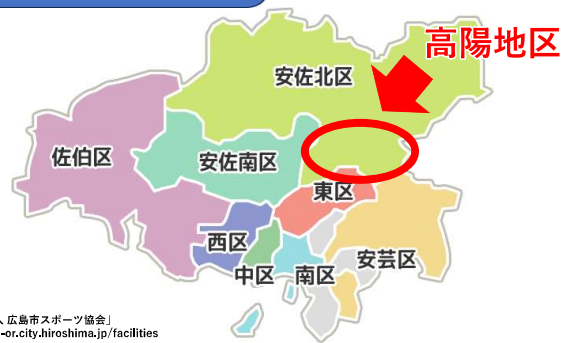 高陽地区
安佐北区
佐伯区
安佐南区
東区
西区
安芸区
中区
南区
広島市スポーツ協会」
-or.city.hiroshima.jp/facilities